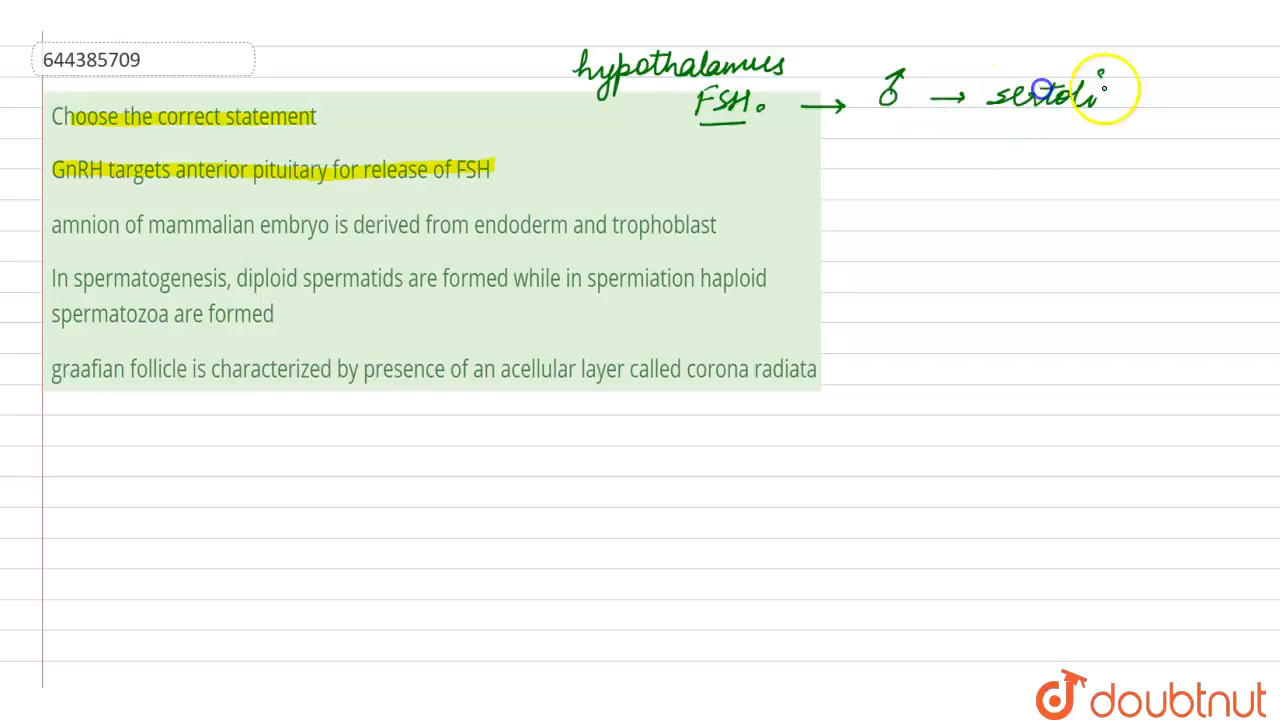 644385709
hypothalamus
FSH. → ♂ → sertoli
Choose the correct statement
GnRH targets anterior pituitary for release of FSH
amnion of mammalian embryo is derived from endoderm and trophoblast
In spermatogenesis, diploid spermatids are formed while in spermiation haploid
spermatozoa are formed
graafian follicle is characterized by presence of an acellular layer called corona radiata
doubtnut